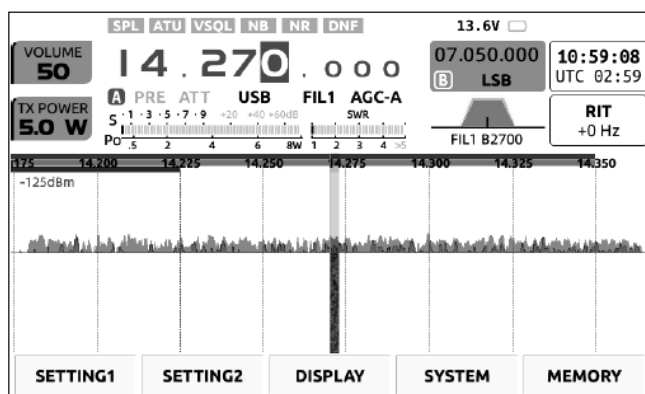 SPL ATU VSQL NB NR DNF 13.6V
VOLUME
50
14.270.000
07.050.000
B LSB
10:59:08
UTC 02:59
A PRE ATT USB FIL1 AGC-A
TX POWER
5.0 W
S ·1 ·3 ·5 ·7 ·9 +20 +40 +60dB SWR
Po .5 2 4 6 8W 1 2 3 4 >5
FIL1 B2700
RIT
+0 Hz
175 14.200 14.225 14.250 14.275 14.300 14.325 14.350
-125dBm
SETTING1 SETTING2 DISPLAY SYSTEM MEMORY